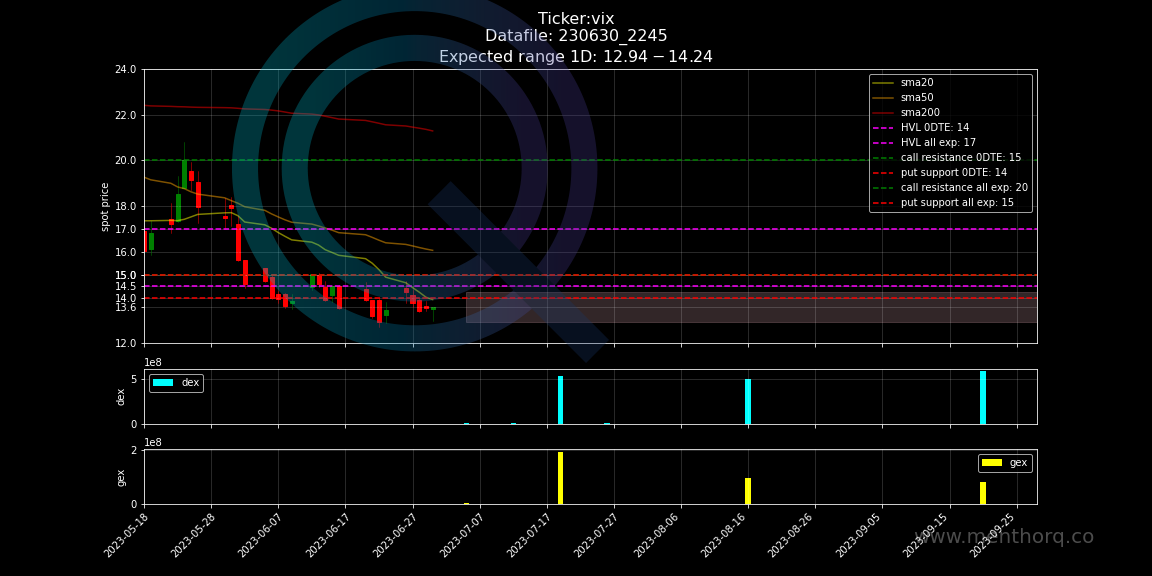 Ticker:vix
Datafile: 230630_2245
Expected range 1D: 12.94 − 14.24
24.0
22.0
20.0
18.0
17.0
16.0
15.0
14.5
14.0
13.6
12.0
spot price
sma20
sma50
sma200
HVL 0DTE: 14
HVL all exp: 17
call resistance 0DTE: 15
put support 0DTE: 14
call resistance all exp: 20
put support all exp: 15
1e8
5
0
dex
dex
1e8
2
0
gex
gex
2023-05-18
2023-05-28
2023-06-07
2023-06-17
2023-06-27
2023-07-07
2023-07-17
2023-07-27
2023-08-06
2023-08-16
2023-08-26
2023-09-05
2023-09-15
2023-09-25
www.menthorq.co